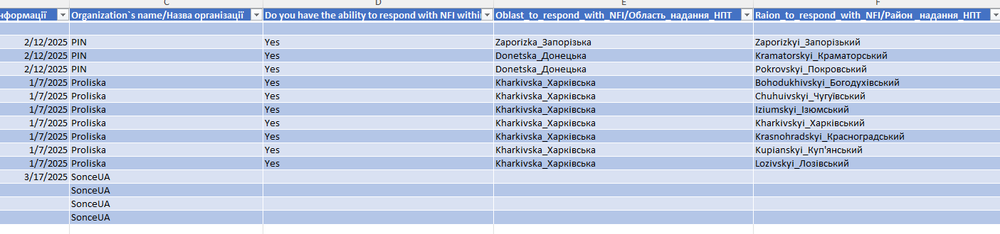 C D E F
нформації Organization`s name/Назва організації Do you have the ability to respond with NFI within Oblast_to_respond_with_NFI/Область_надання_НПТ Raion_to_respond_with_NFI/Район _надання_НПТ
2/12/2025 PIN Yes Zaporizka_Запорізька Zaporizkyi_Запорізький
2/12/2025 PIN Yes Donetska_Донецька Kramatorskyi_Краматорський
2/12/2025 PIN Yes Donetska_Донецька Pokrovskyi_Покровський
1/7/2025 Proliska Yes Kharkivska_Харківська Bohodukhivskyi_Богодухівський
1/7/2025 Proliska Yes Kharkivska_Харківська Chuhuivskyi_Чугуївський
1/7/2025 Proliska Yes Kharkivska_Харківська Iziumskyi_Ізюмський
1/7/2025 Proliska Yes Kharkivska_Харківська Kharkivskyi_Харківський
1/7/2025 Proliska Yes Kharkivska_Харківська Krasnohradskyi_Красноградський
1/7/2025 Proliska Yes Kharkivska_Харківська Kupianskyi_Куп'янський
1/7/2025 Proliska Yes Kharkivska_Харківська Lozivskyi_Лозівський
3/17/2025 SonceUA
SonceUA
SonceUA
SonceUA